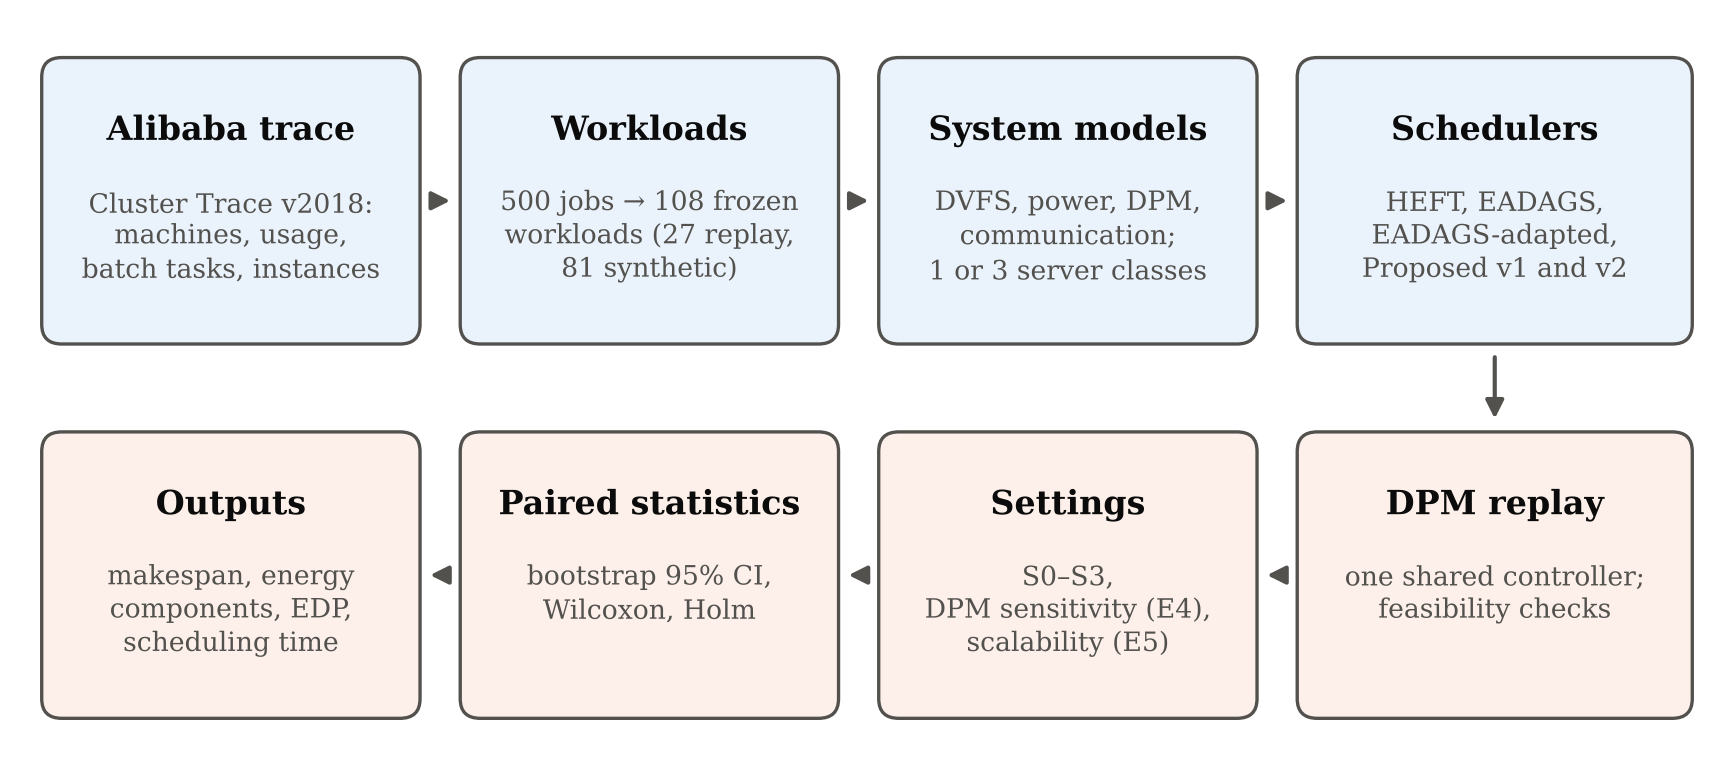 Alibaba trace
Cluster Trace v2018:
machines, usage,
batch tasks, instances
Workloads
500 jobs → 108 frozen
workloads (27 replay,
81 synthetic)
System models
DVFS, power, DPM,
communication;
1 or 3 server classes
Schedulers
HEFT, EADAGS,
EADAGS-adapted,
Proposed v1 and v2
Outputs
makespan, energy
components, EDP,
scheduling time
Paired statistics
bootstrap 95% CI,
Wilcoxon, Holm
Settings
S0–S3,
DPM sensitivity (E4),
scalability (E5)
DPM replay
one shared controller;
feasibility checks